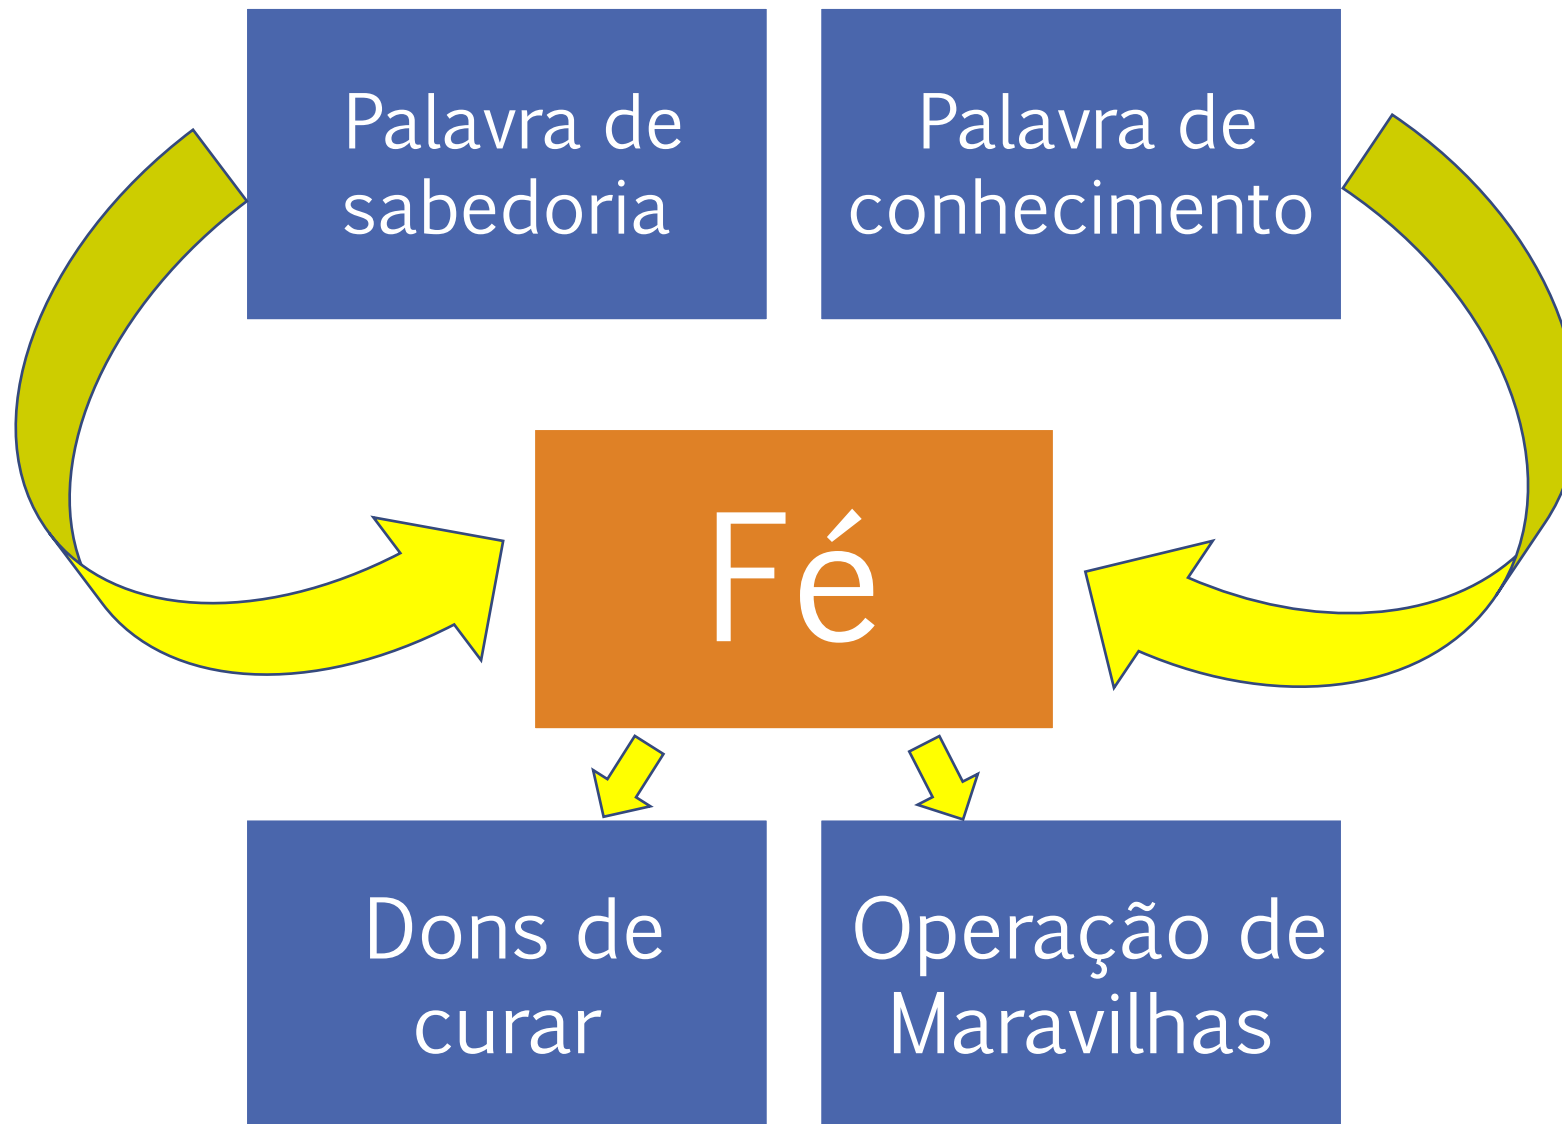 Palavra de
sabedoria
Palavra de
conhecimento
Fé
Dons de
curar
Operação de
Maravilhas